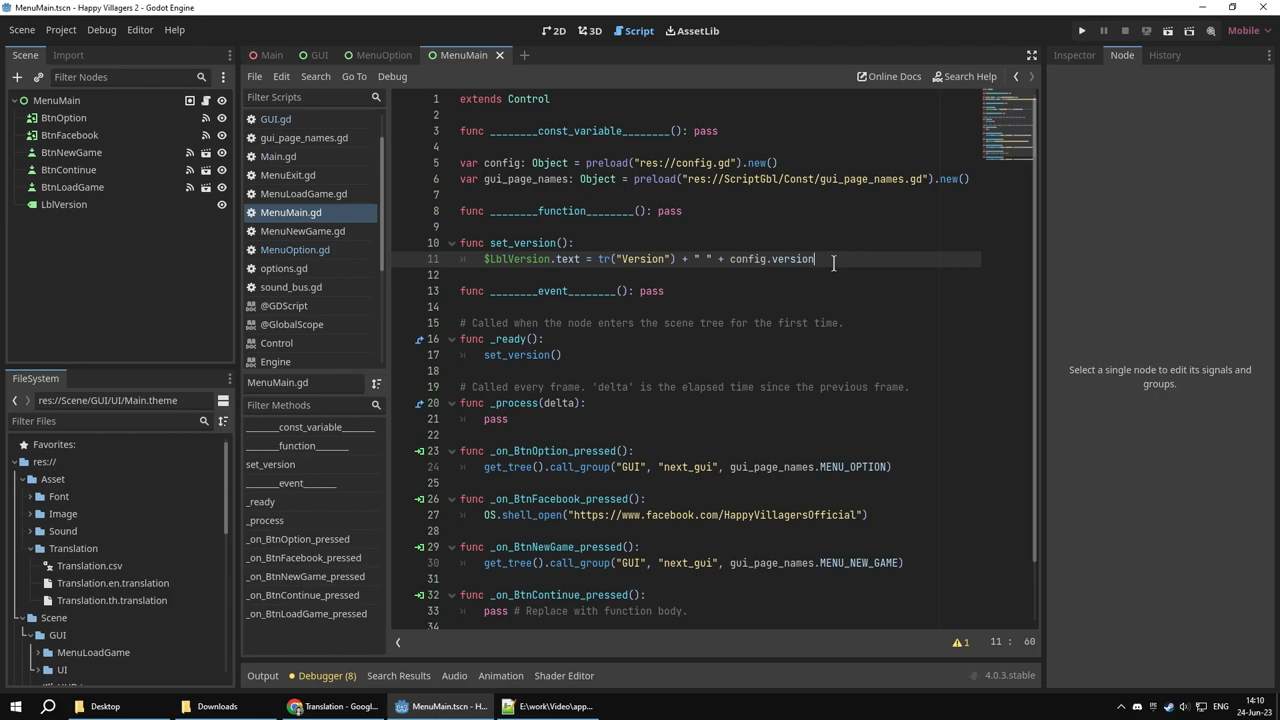 MenuMain.tscn - Happy Villagers 2 - Godot Engine
Scene Project Debug Editor Help
2D 3D Script AssetLib
Mobile
Scene Import
Filter Nodes
MenuMain
BtnOption
BtnFacebook
BtnNewGame
BtnContinue
BtnLoadGame
LblVersion
FileSystem
res://Scene/GUI/UI/Main.theme
Filter Files
Favorites:
res://
Asset
Font
Image
Sound
Translation
Translation.csv
Translation.en.translation
Translation.th.translation
Scene
GUI
MenuLoadGame
UI
Main GUI MenuOption MenuMain
File Edit Search Go To Debug
Online Docs Search Help
Filter Scripts
GUI.gd
gui_page_names.gd
Main.gd
MenuExit.gd
MenuLoadGame.gd
MenuMain.gd
MenuNewGame.gd
MenuOption.gd
options.gd
sound_bus.gd
@GDScript
@GlobalScope
Control
Engine
MenuMain.gd
Filter Methods
_______const_variable_______
_______function_______
set_version
_______event_______
_ready
_process
_on_BtnOption_pressed
_on_BtnFacebook_pressed
_on_BtnNewGame_pressed
_on_BtnContinue_pressed
_on_BtnLoadGame_pressed
1 extends Control
2
3 func ________const_variable________(): pass
4
5 var config: Object = preload("res://config.gd").new()
6 var gui_page_names: Object = preload("res://ScriptGbl/Const/gui_page_names.gd").new()
7
8 func ________function________(): pass
9
10 func set_version():
11 $LblVersion.text = tr("Version") + " " + config.version
12
13 func ________event________(): pass
14
15 # Called when the node enters the scene tree for the first time.
16 func _ready():
17 set_version()
18
19 # Called every frame. 'delta' is the elapsed time since the previous frame.
20 func _process(delta):
21 pass
22
23 func _on_BtnOption_pressed():
24 get_tree().call_group("GUI", "next_gui", gui_page_names.MENU_OPTION)
25
26 func _on_BtnFacebook_pressed():
27 OS.shell_open("https://www.facebook.com/HappyVillagersOfficial")
28
29 func _on_BtnNewGame_pressed():
30 get_tree().call_group("GUI", "next_gui", gui_page_names.MENU_NEW_GAME)
31
32 func _on_BtnContinue_pressed():
33 pass # Replace with function body.
34
1 11 : 60
Output Debugger (8) Search Results Audio Animation Shader Editor
4.0.3.stable
Inspector Node History
Select a single node to edit its signals and
groups.
Desktop Downloads Translation - Googl... MenuMain.tscn - H... E:\work\Video\app...
ENG
14:10
24-Jun-23